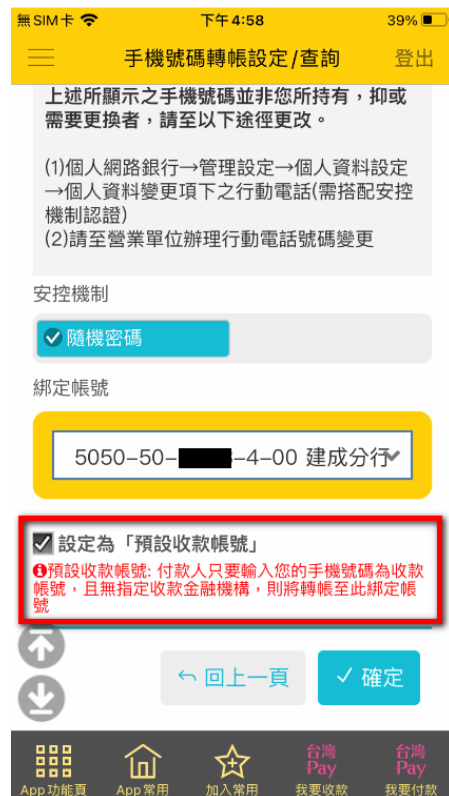 無SIM卡 下午4:58 39%
手機號碼轉帳設定/查詢 登出
上述所顯示之手機號碼並非您所持有，抑或
需要更換者，請至以下途徑更改。
(1)個人網路銀行→管理設定→個人資料設定
→個人資料變更項下之行動電話(需搭配安控
機制認證)
(2)請至營業單位辦理行動電話號碼變更
安控機制
隨機密碼
綁定帳號
5050-50-
-4-00 建成分行
設定為「預設收款帳號」
預設收款帳號: 付款人只要輸入您的手機號碼為收款
帳號，且無指定收款金融機構，則將轉帳至此綁定帳
號
回上一頁 確定
台灣 台灣
Pay Pay
App功能頁 App常用 加入常用 我要收款 我要付款